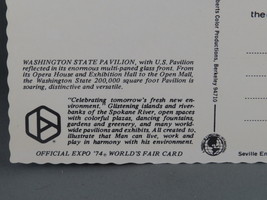 WASHINGTON STATE PAVILION, with U.S. Pavilion
reflected in its enormous multi-paned glass front. From
its Opera House and Exhibition Hall to the Open Mall,
the Washington 200,000 square foot Pavilion is
soaring, distinctive and versatile.
"Celebrating tomorrow's fresh new en-
vironment." Glistening islands and river-
banks of the Spokane River, open spaces
with colorful plazas, dancing fountains,
gardens and greenery, and many world-
wide pavilions and exhibits. All created to
illustrate that Man can live, work and
play in harmony with his environment.
OFFICIAL EXPO '74 WORLD'S FAIR CARD
Color Productions, Berkeley 94710
the
Seville En